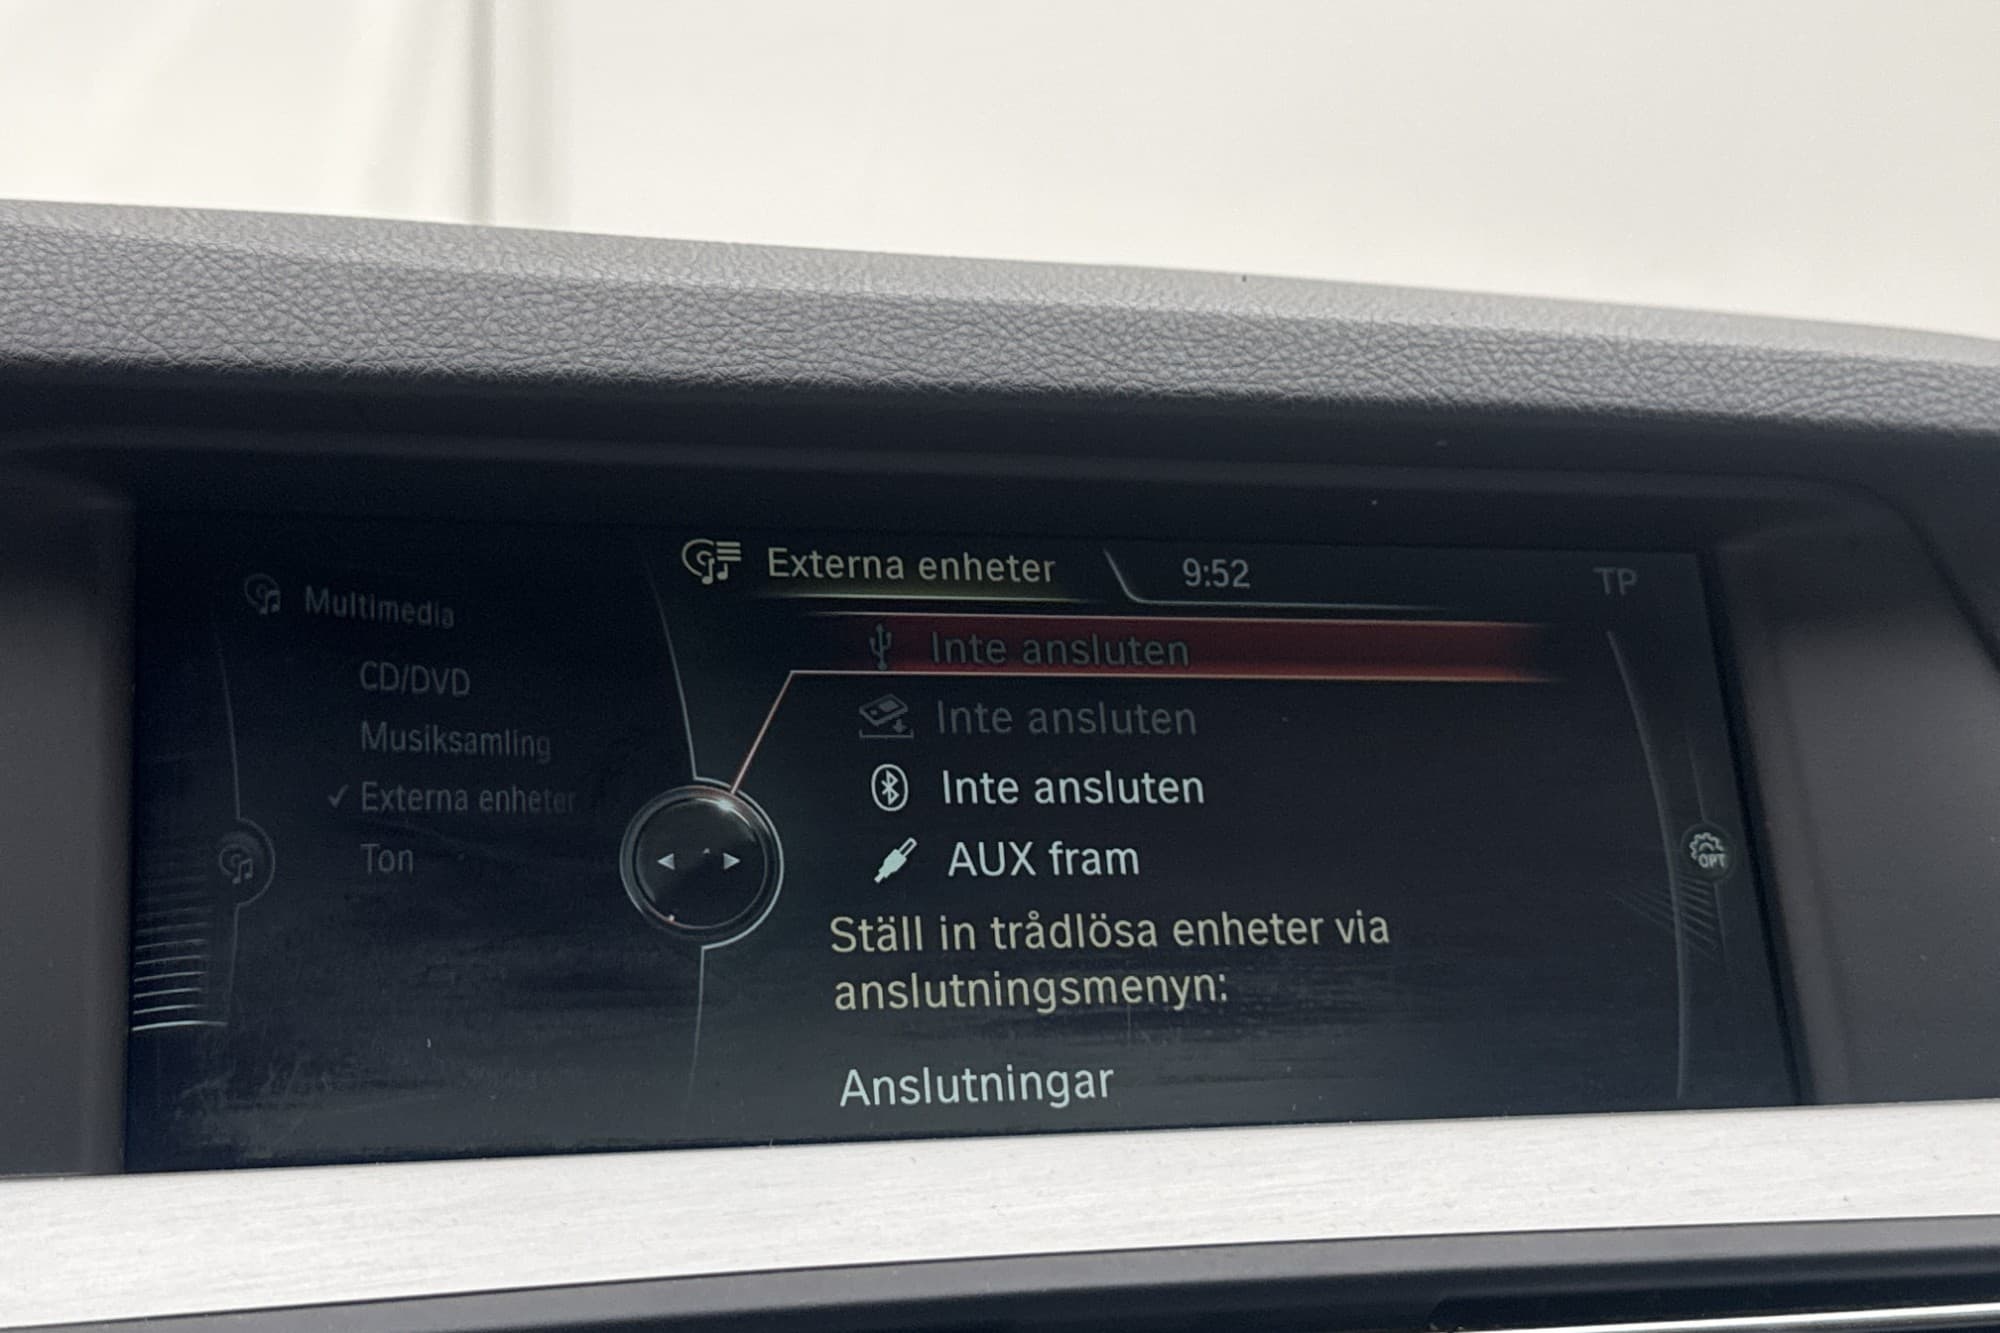 Multimedia
CD/DVD
Musiksamling
✓ Externa enheter
Ton
Externa enheter
9:52
TP
Inte ansluten
Inte ansluten
Inte ansluten
AUX fram
Ställ in trådlösa enheter via
anslutningsmenyn:
Anslutningar
OPT